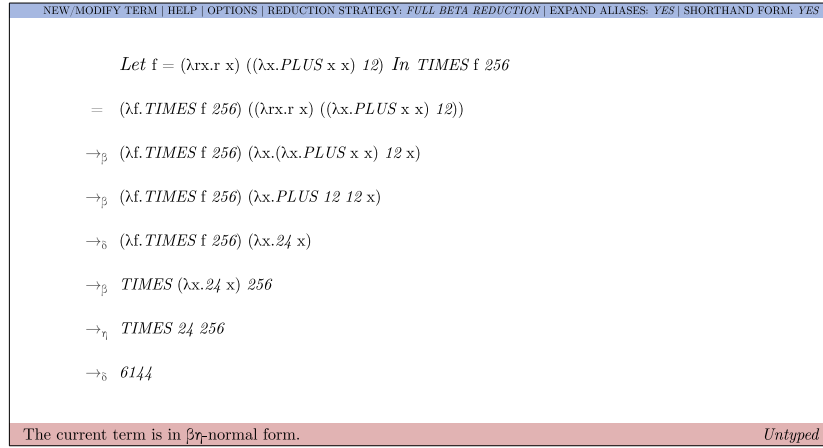 NEW/MODIFY TERM | HELP | OPTIONS | REDUCTION STRATEGY: FULL BETA REDUCTION | EXPAND ALIASES: YES | SHORTHAND FORM: YES
Let f = (λrx.r x) ((λx.PLUS x x) 12) In TIMES f 256
= (λf.TIMES f 256) ((λrx.r x) ((λx.PLUS x x) 12))
→β (λf.TIMES f 256) (λx.(λx.PLUS x x) 12 x)
→β (λf.TIMES f 256) (λx.PLUS 12 12 x)
→δ (λf.TIMES f 256) (λx.24 x)
→β TIMES (λx.24 x) 256
→η TIMES 24 256
→δ 6144
The current term is in βη-normal form. Untyped